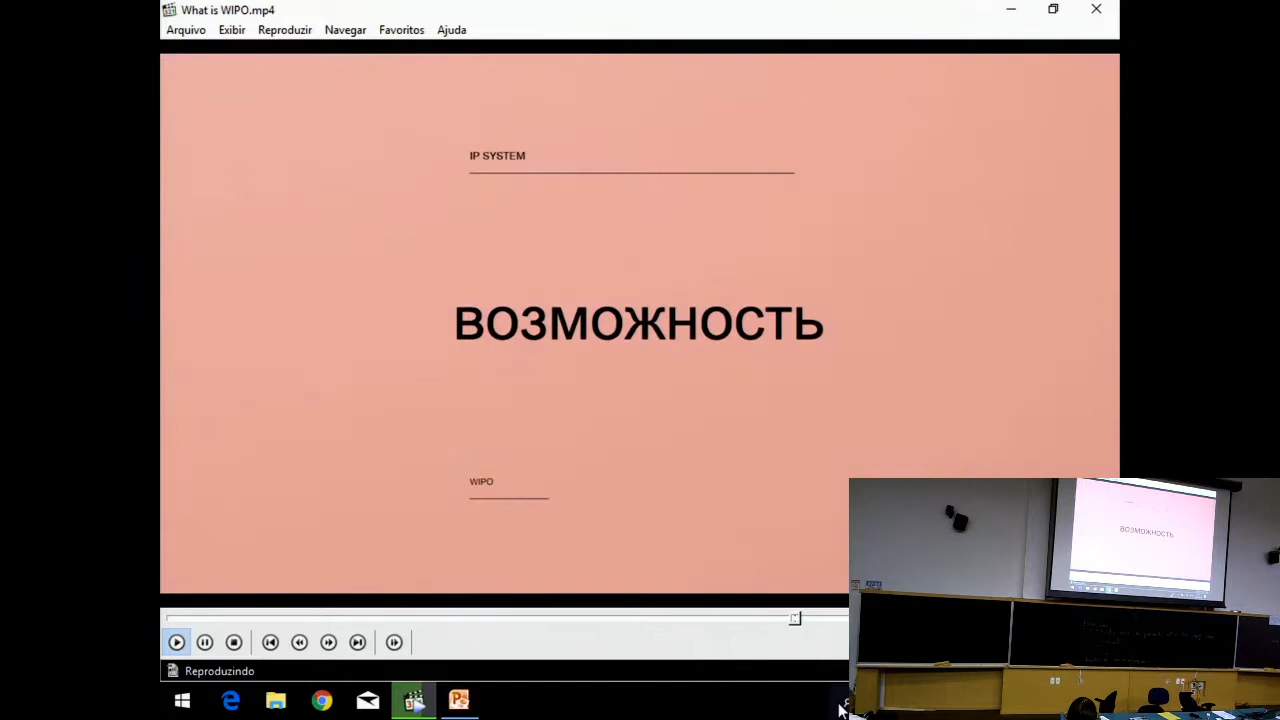 What is WIPO.mp4
Arquivo Exibir Reproduzir Navegar Favoritos Ajuda
IP SYSTEM
ВОЗМОЖНОСТЬ
WIPO
ВОЗМОЖНОСТЬ
Reproduzindo